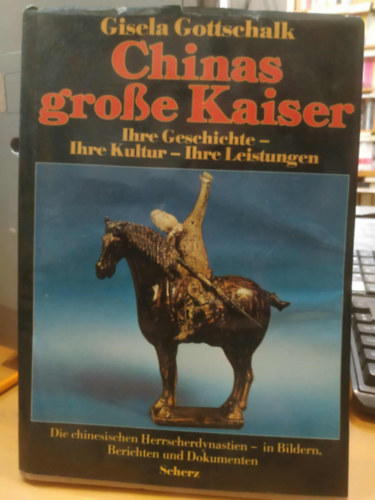 Gisela Gottschalk
Chinas
große Kaiser
Ihre Geschichte –
Ihre Kultur – Ihre Leistungen
Die chinesischen Herrscherdynastien – in Bildern,
Berichten und Dokumenten
Scherz